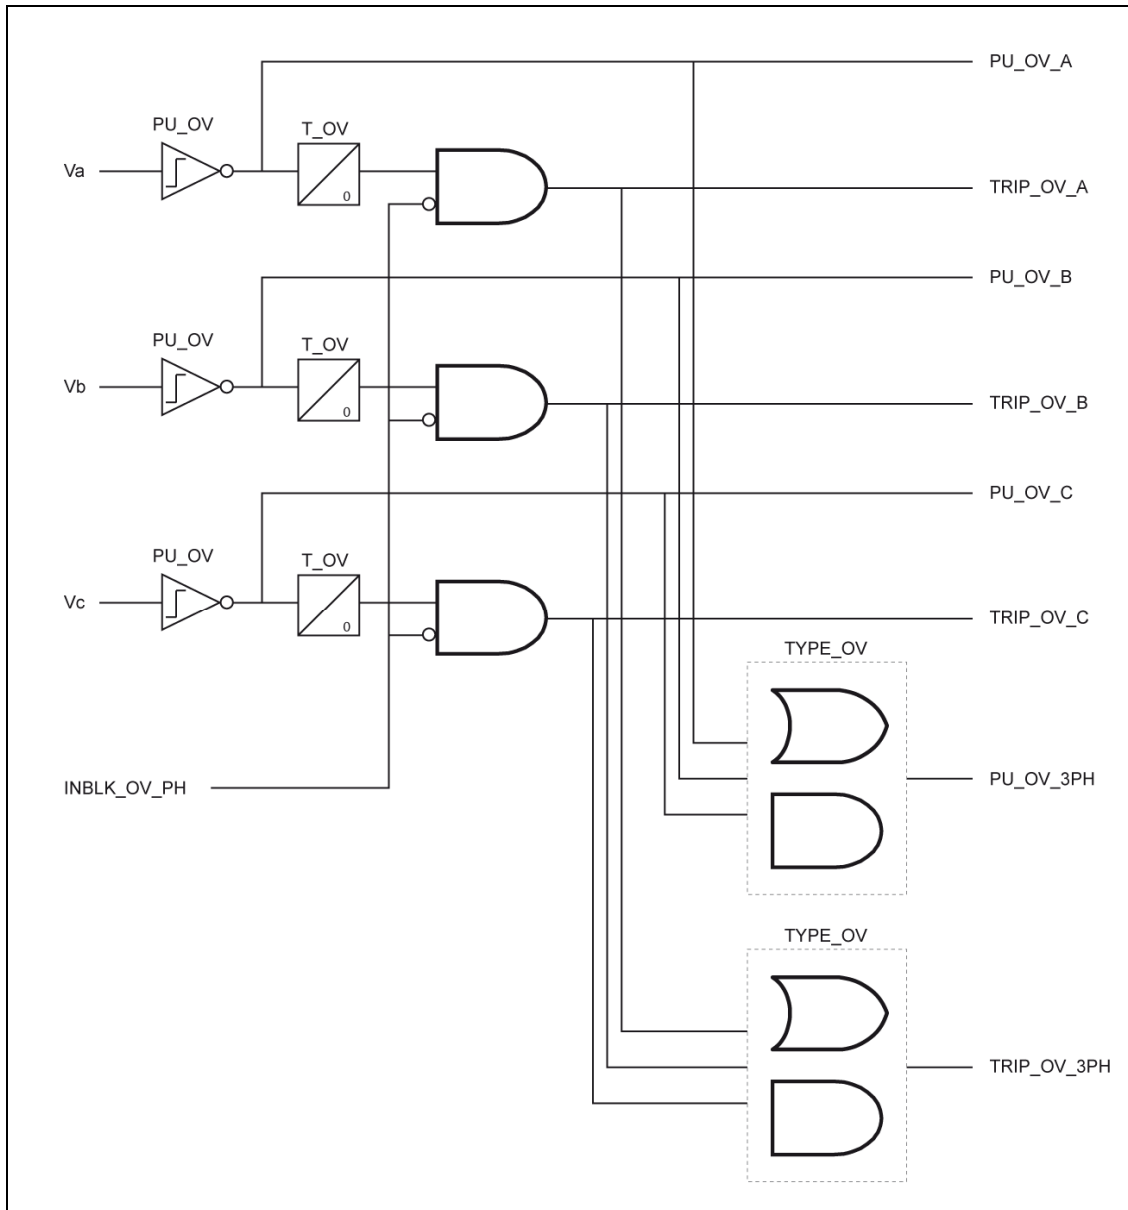 PU_OV_A
PU_OV
T_OV
Va
0
TRIP_OV_A
PU_OV_B
PU_OV
T_OV
Vb
0
TRIP_OV_B
PU_OV_C
PU_OV
T_OV
Vc
0
TRIP_OV_C
TYPE_OV
INBLK_OV_PH
PU_OV_3PH
TYPE_OV
TRIP_OV_3PH